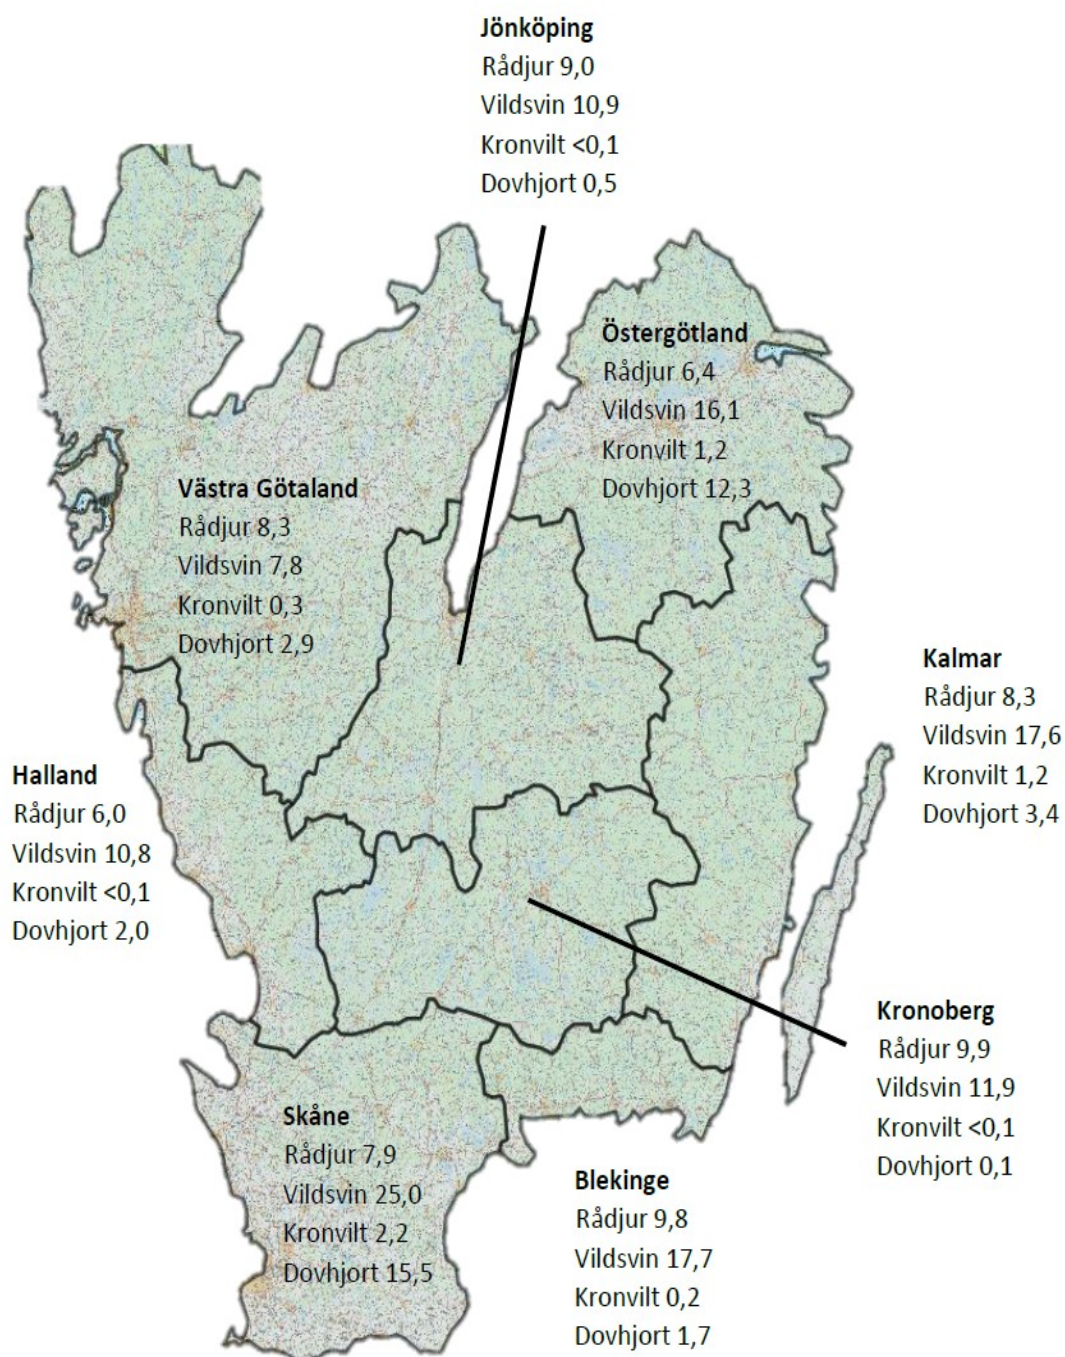 Jönköping
Rådjur 9,0
Vildsvin 10,9
Kronvilt <0,1
Dovhjort 0,5
Östergötland
Rådjur 6,4
Vildsvin 16,1
Kronvilt 1,2
Dovhjort 12,3
Västra Götaland
Rådjur 8,3
Vildsvin 7,8
Kronvilt 0,3
Dovhjort 2,9
Kalmar
Rådjur 8,3
Vildsvin 17,6
Kronvilt 1,2
Dovhjort 3,4
Halland
Rådjur 6,0
Vildsvin 10,8
Kronvilt <0,1
Dovhjort 2,0
Kronoberg
Rådjur 9,9
Vildsvin 11,9
Kronvilt <0,1
Dovhjort 0,1
Skåne
Rådjur 7,9
Vildsvin 25,0
Kronvilt 2,2
Dovhjort 15,5
Blekinge
Rådjur 9,8
Vildsvin 17,7
Kronvilt 0,2
Dovhjort 1,7